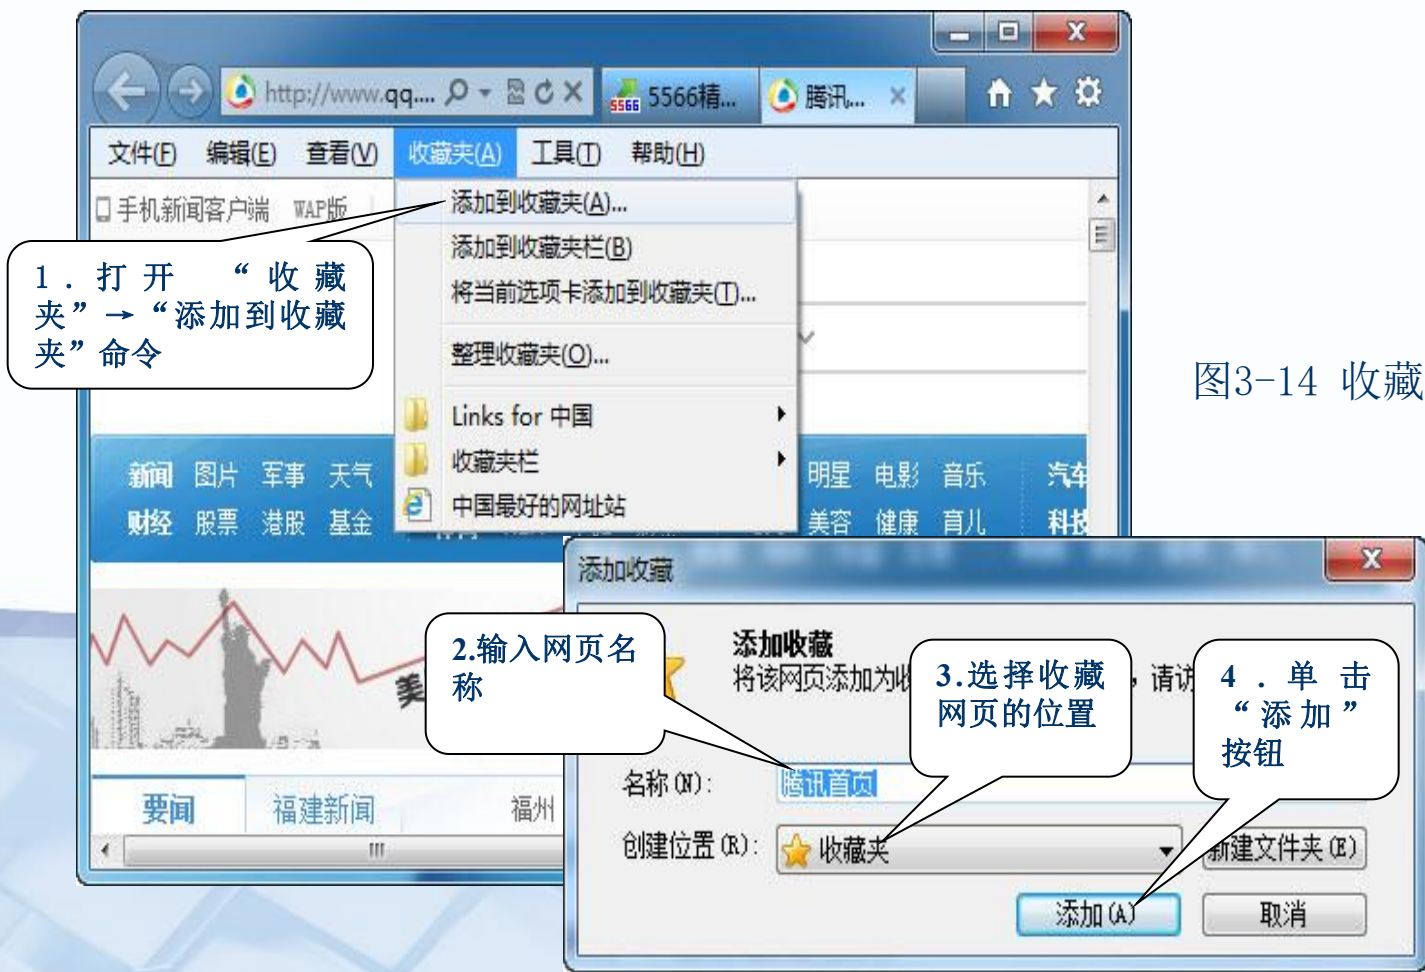 http://www.qq....
5566
5566精...
腾讯...
文件(F) 编辑(E) 查看(V) 收藏夹(A) 工具(T) 帮助(H)
手机新闻客户端 WAP版
添加到收藏夹(A)...
添加到收藏夹栏(B)
将当前选项卡添加到收藏夹(T)...
整理收藏夹(O)...
Links for 中国
收藏夹栏
中国最好的网址站
1.打开 “收藏
夹”→“添加到收藏
夹”命令
图3-14 收藏
新闻 图片 军事 天气 明星 电影 音乐 汽车
财经 股票 港股 基金 美容 健康 育儿 科技
美
要闻 福建新闻 福州
添加收藏
添加收藏
将该网页添加为收 ，请访
2.输入网页名
称
3.选择收藏
网页的位置
4.单击
“添加”
按钮
名称(N): 腾讯首页
创建位置(R): 收藏夹 新建文件夹(E)
添加(A) 取消